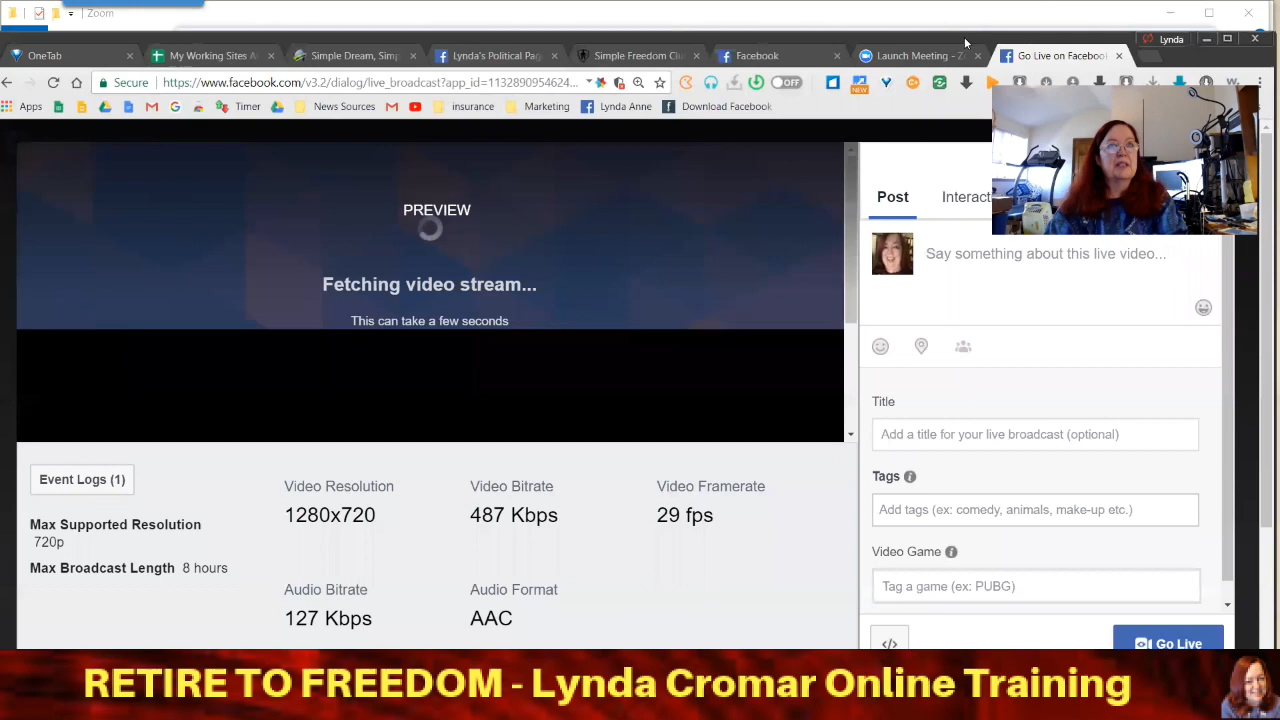 Zoom
Lynda
OneTab
My Working Sites A
Simple Dream, Simp
Lynda's Political Pag
Simple Freedom Clu
Facebook
Launch Meeting - Zo
Go Live on Facebook
Secure
https://www.facebook.com/v3.2/dialog/live_broadcast?app_id=1132890954624...
OFF
NEW
Apps
Timer
News Sources
insurance
Marketing
Lynda Anne
Download Facebook
PREVIEW
Fetching video stream...
This can take a few seconds
Post
Interact
Say something about this live video...
Title
Add a title for your live broadcast (optional)
Tags
Add tags (ex: comedy, animals, make-up etc.)
Video Game
Tag a game (ex: PUBG)
</>
Go Live
Event Logs (1)
Max Supported Resolution
720p
Max Broadcast Length 8 hours
Video Resolution
1280x720
Video Bitrate
487 Kbps
Video Framerate
29 fps
Audio Bitrate
127 Kbps
Audio Format
AAC
RETIRE TO FREEDOM - Lynda Cromar Online Training